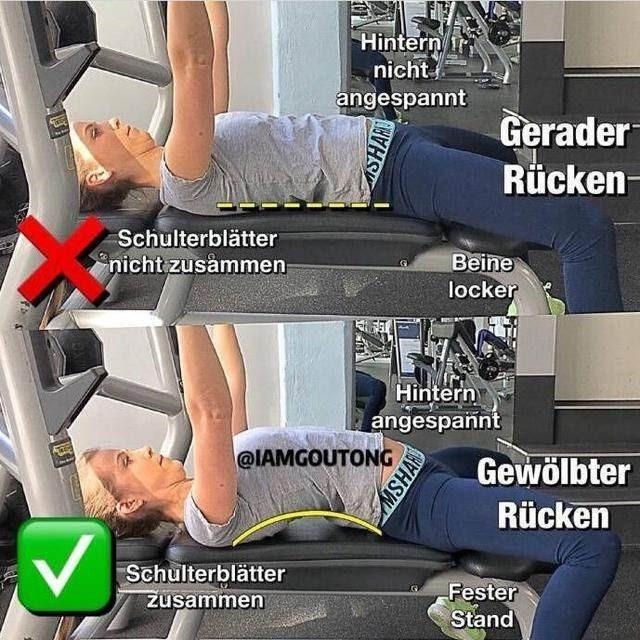 Hintern
nicht
angespannt
Gerader
Rücken
MSHARK
Schulterblätter
nicht zusammen
Beine
locker
Hintern
angespannt
@IAMGOUTONG
Gewölbter
Rücken
Schulterblätter
zusammen
Fester
Stand